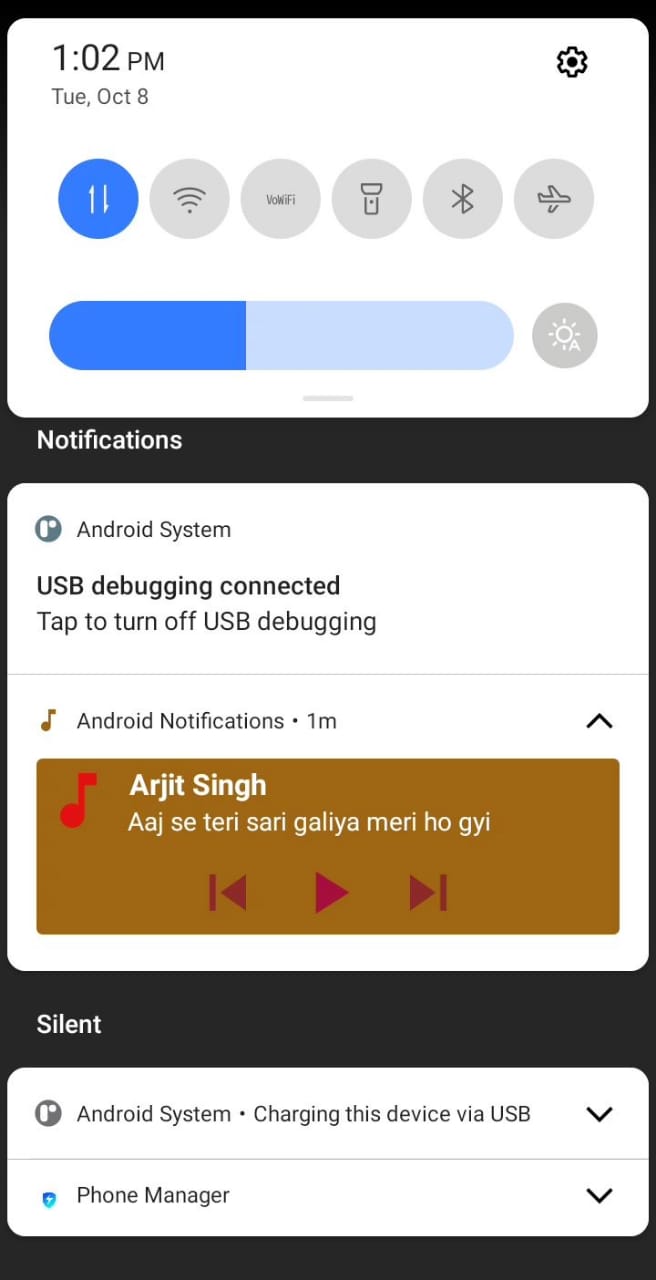 1:02 PM
Tue, Oct 8
VoWiFi
A
Notifications
Android System
USB debugging connected
Tap to turn off USB debugging
Android Notifications • 1m
Arjit Singh
Aaj se teri sari galiya meri ho gyi
Silent
Android System • Charging this device via USB
Phone Manager